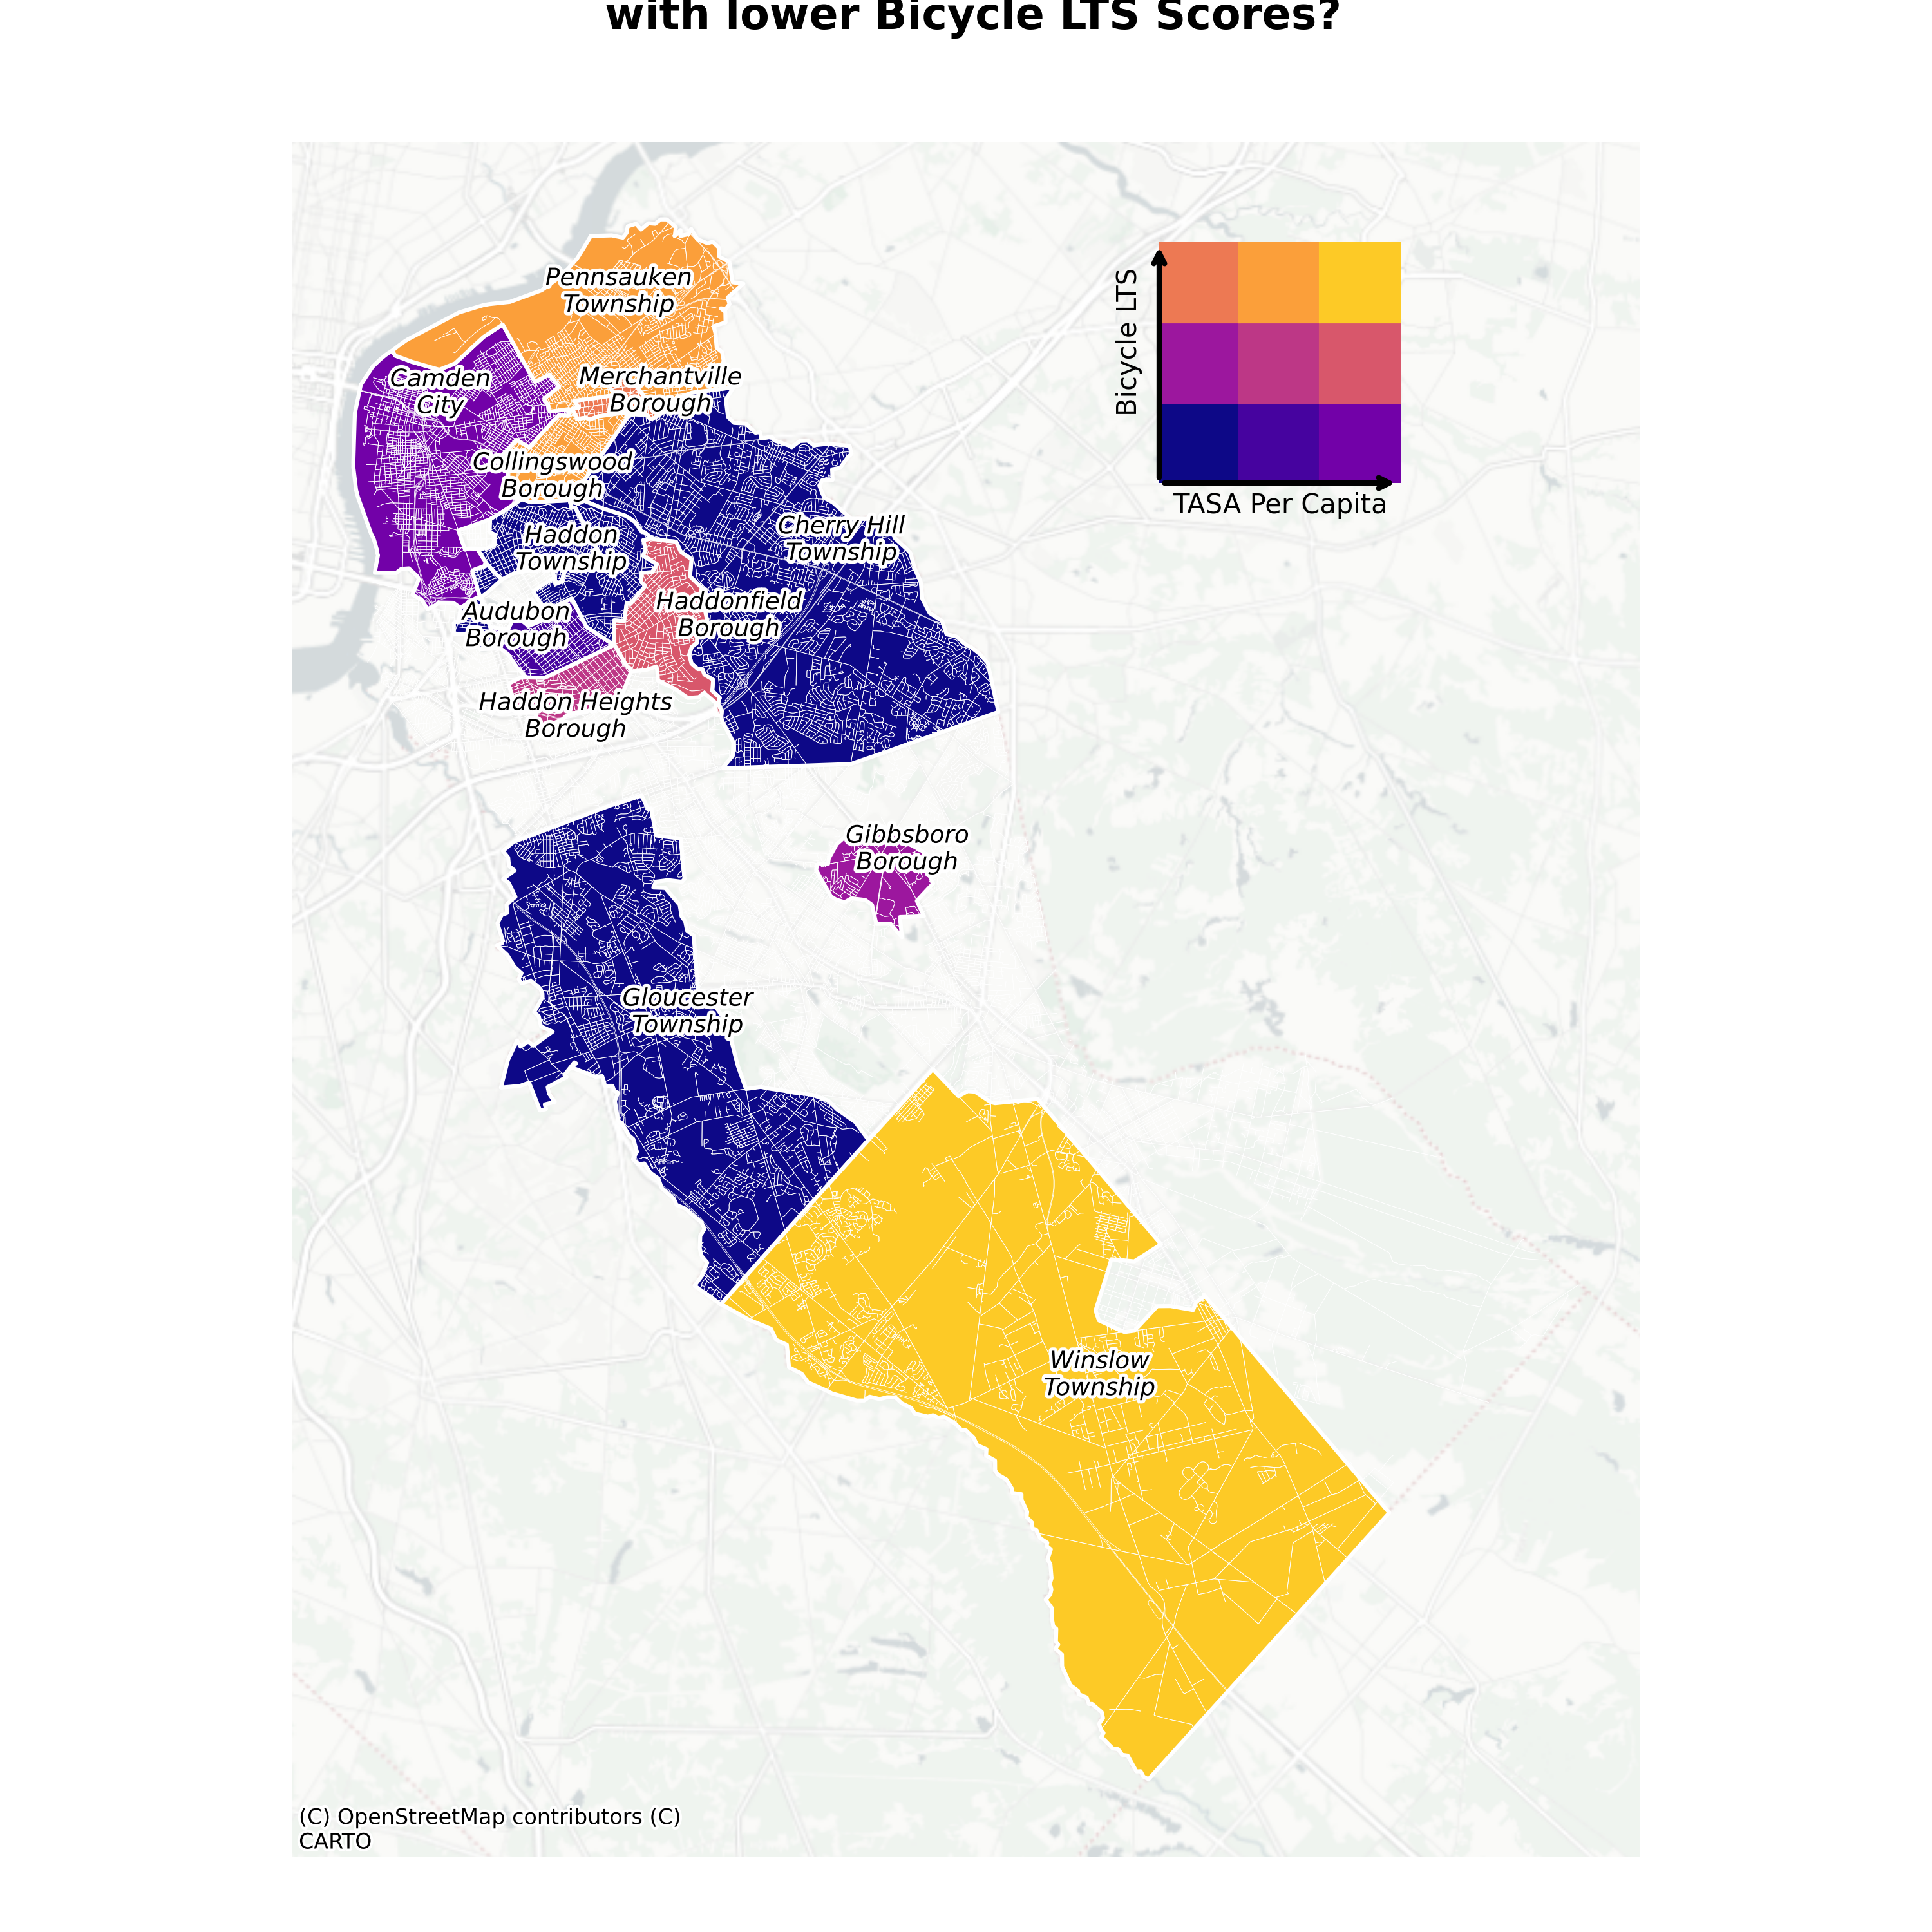 with lower Bicycle LTS Scores?
Pennsauken
Township
Camden
City
Merchantville
Borough
Collingswood
Borough
Haddon
Township
Cherry Hill
Township
Audubon
Borough
Haddonfield
Borough
Haddon Heights
Borough
Gibbsboro
Borough
Gloucester
Township
Winslow
Township
Bicycle LTS
TASA Per Capita
(C) OpenStreetMap contributors (C)
CARTO